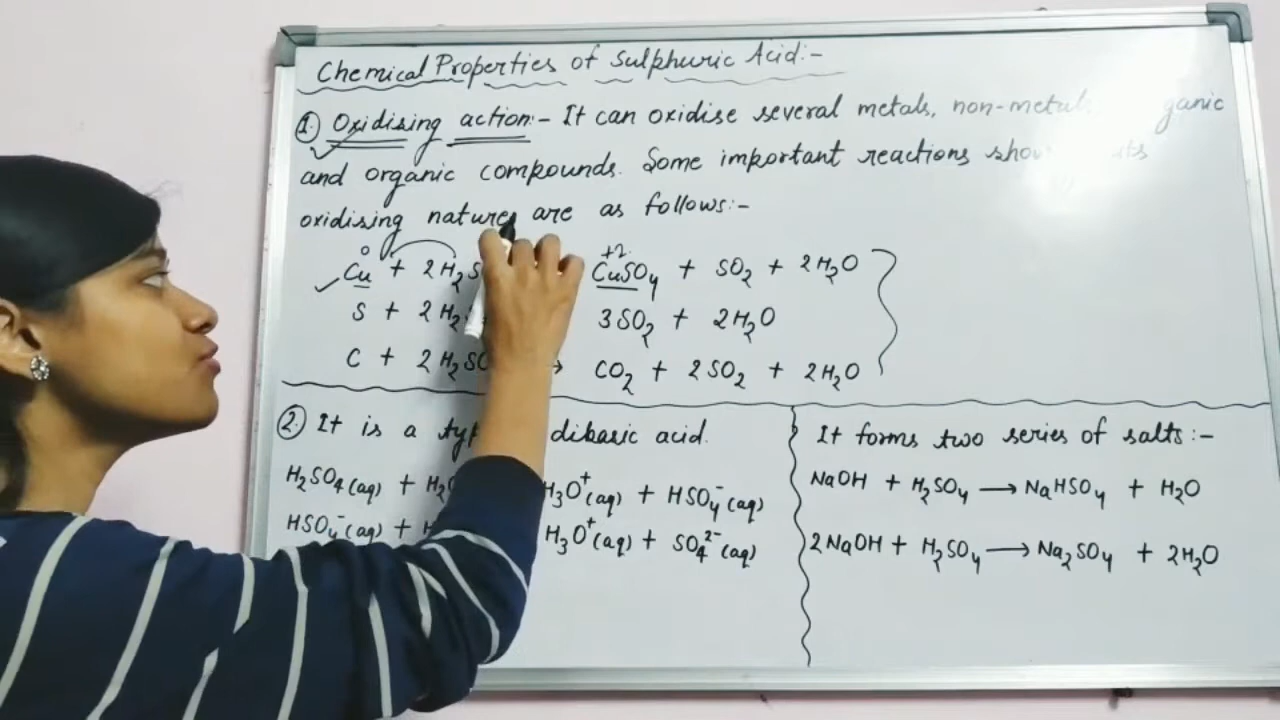 Chemical Properties of Sulphuric Acid:-
1. Oxidising action:- It can oxidise several metals, non-metal ganic
and organic compounds. Some important reactions show its
oxidising nature are as follows:-
0 +2
Cu + 2H₂S CuSO₄ + SO₂ + 2H₂O
S + 2H₂ 3SO₂ + 2H₂O
C + 2H₂SO → CO₂ + 2SO₂ + 2H₂O
2. It is a typ dibasic acid.
H₂SO₄(aq) + H₂O H₃O⁺(aq) + HSO₄⁻(aq)
HSO₄⁻(aq) + H H₃O⁺(aq) + SO₄²⁻(aq)
It forms two series of salts:-
NaOH + H₂SO₄ → NaHSO₄ + H₂O
2NaOH + H₂SO₄ → Na₂SO₄ + 2H₂O